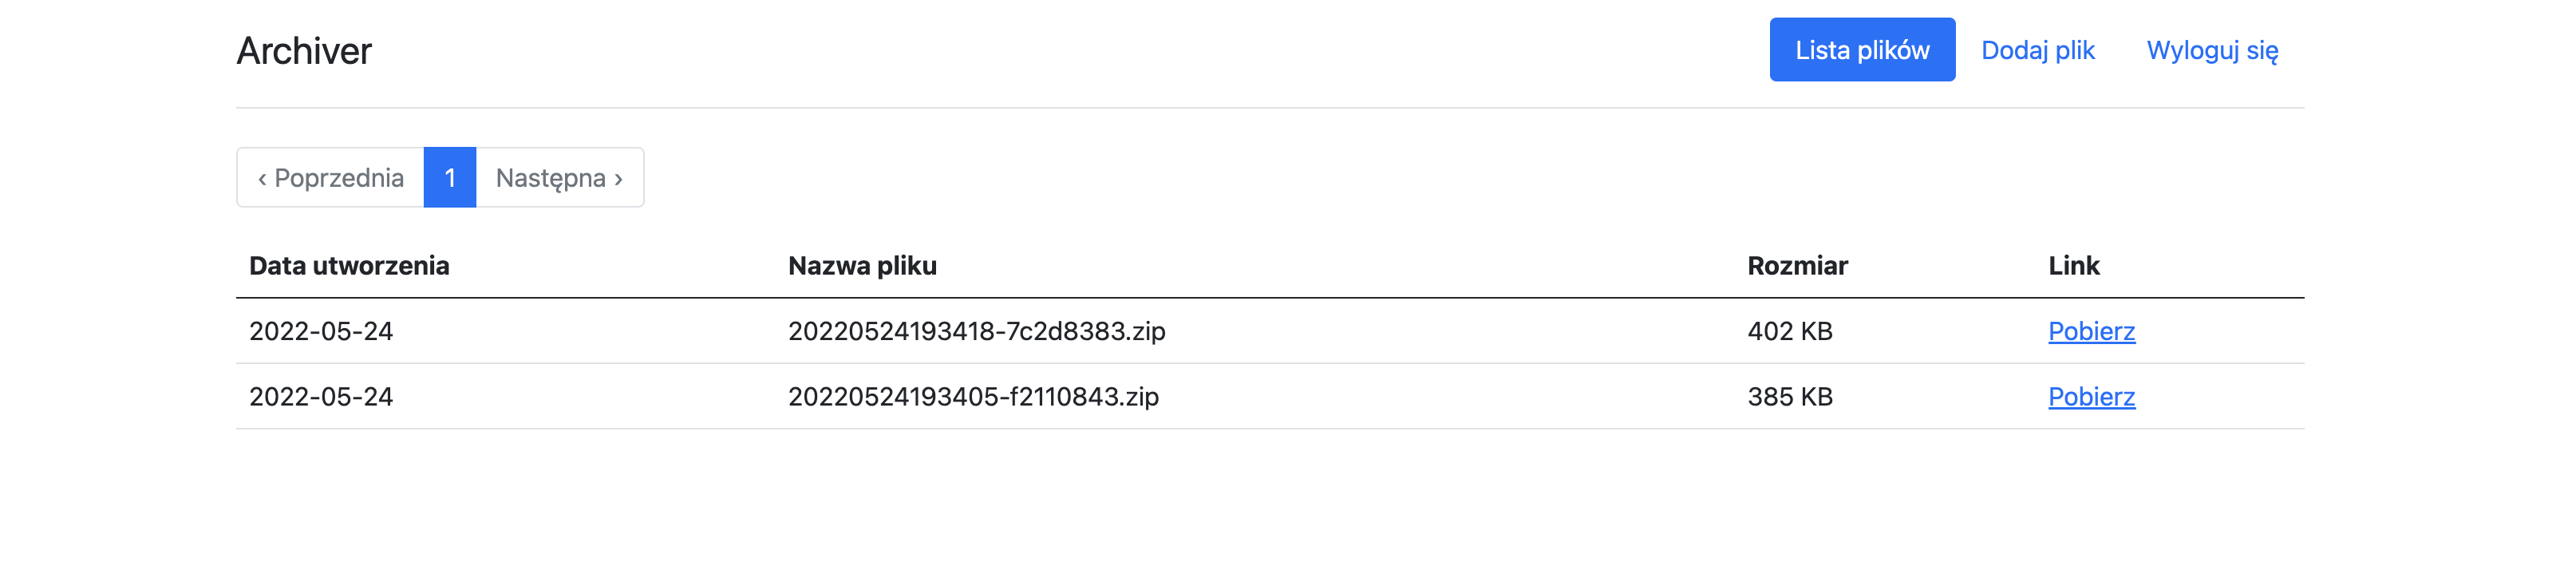 Archiver Lista plików Dodaj plik Wyloguj się
‹ Poprzednia 1 Następna ›
Data utworzenia Nazwa pliku Rozmiar Link
2022-05-24 20220524193418-7c2d8383.zip 402 KB Pobierz
2022-05-24 20220524193405-f2110843.zip 385 KB Pobierz